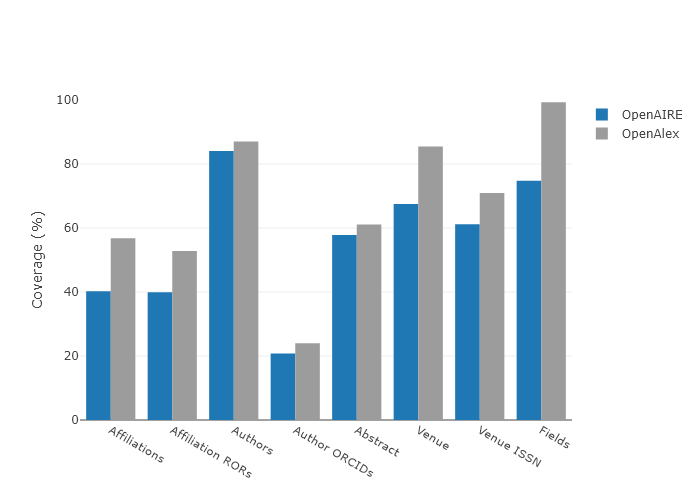 100
80
60
40
20
0
Coverage (%)
Affiliations
Affiliation RORs
Authors
Author ORCIDs
Abstract
Venue
Venue ISSN
Fields
OpenAIRE
OpenAlex